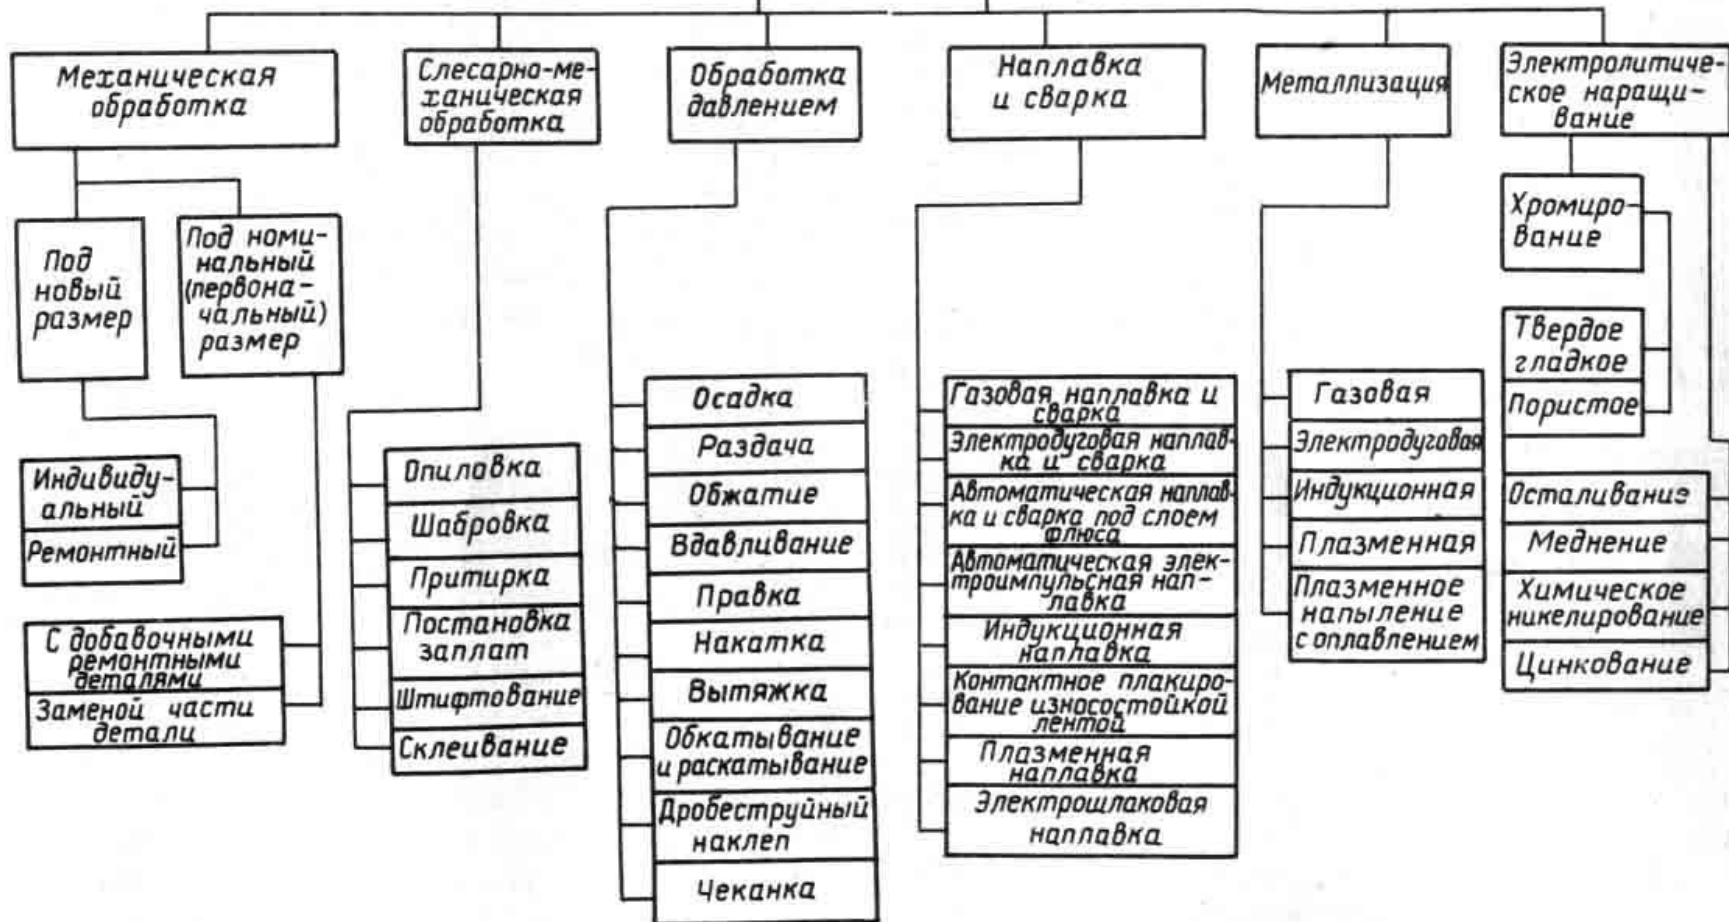 Механическая
обработка
Слесарно-ме-
ханическая
обработка
Обработка
давлением
Наплавка
и сварка
Металлизация
Электролитиче-
ское наращи-
вание
Под
новый
размер
Под номи-
нальный
(первона-
чальный)
размер
Индивиду-
альный
Ремонтный
С добавочными
ремонтными
деталями
Заменой части
детали
Опиловка
Шабровка
Притирка
Постановка
заплат
Штифтование
Склеивание
Осадка
Раздача
Обжатие
Вдавливание
Правка
Накатка
Вытяжка
Обкатывание
и раскатывание
Дробеструйный
наклеп
Чеканка
Газовая наплавка и
сварка
Электродуговая наплав-
ка и сварка
Автоматическая наплав-
ка и сварка под слоем
флюса
Автоматическая элек-
троимпульсная нап-
лавка
Индукционная
наплавка
Контактное плакиро-
вание износостойкой
лентой
Плазменная
наплавка
Электрошлаковая
наплавка
Газовая
Электродуговая
Индукционная
Плазменная
Плазменное
напыление
с оплавлением
Хромиро-
вание
Твердое
гладкое
Пористое
Осталивание
Меднение
Химическое
никелирование
Цинкование